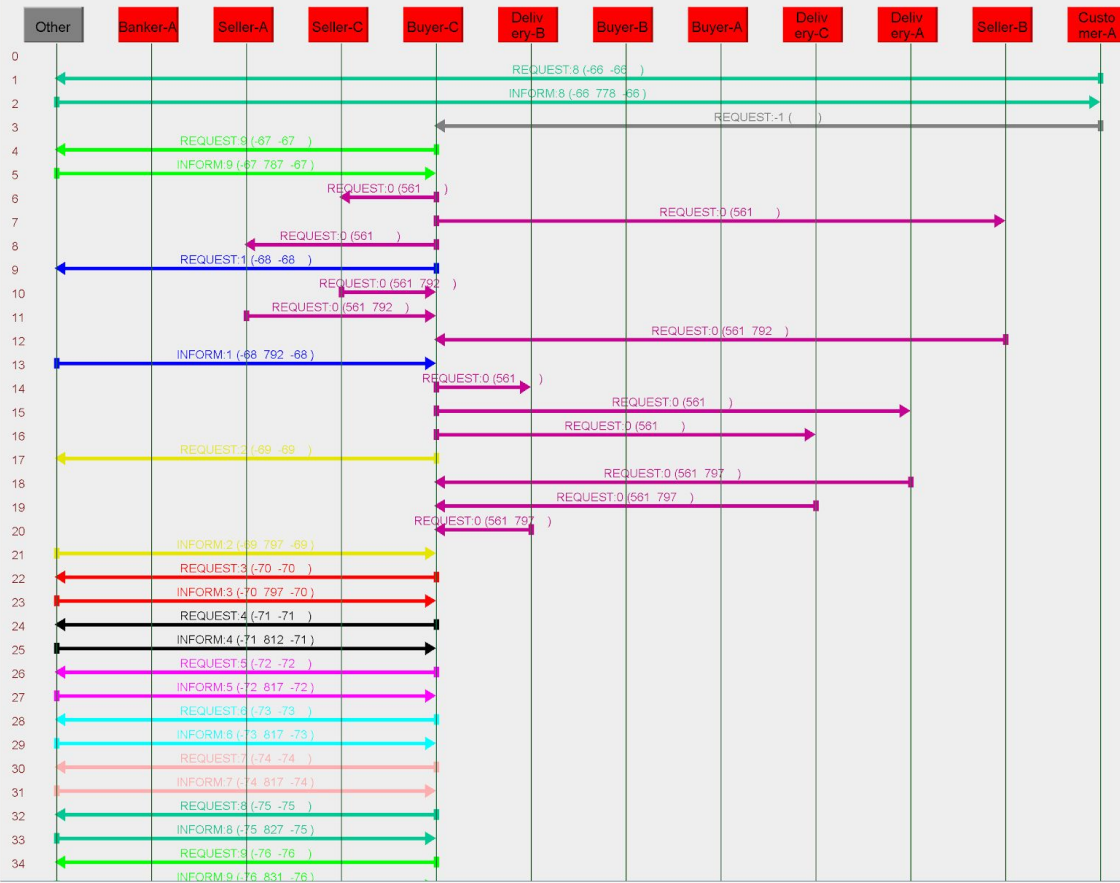 Other
Banker-A
Seller-A
Seller-C
Buyer-C
Deliv
ery-B
Buyer-B
Buyer-A
Deliv
ery-C
Deliv
ery-A
Seller-B
Custo
mer-A
0
1 REQUEST:8 (-66 -66 )
2 INFORM:8 (-66 778 -66)
3 REQUEST:-1 ( )
4 REQUEST:9 (-67 -67 )
5 INFORM:9 (-67 787 -67)
6 REQUEST:0 (561 )
7 REQUEST:0 (561 )
8 REQUEST:0 (561 )
9 REQUEST:1 (-68 -68 )
10 REQUEST:0 (561 792 )
11 REQUEST:0 (561 792 )
12 REQUEST:0 (561 792 )
13 INFORM:1 (-68 792 -68)
14 REQUEST:0 (561 )
15 REQUEST:0 (561 )
16 REQUEST:0 (561 )
17 REQUEST:2 (-69 -69 )
18 REQUEST:0 (561 797 )
19 REQUEST:0 (561 797 )
20 REQUEST:0 (561 797 )
21 INFORM:2 (-69 797 -69)
22 REQUEST:3 (-70 -70 )
23 INFORM:3 (-70 797 -70)
24 REQUEST:4 (-71 -71 )
25 INFORM:4 (-71 812 -71)
26 REQUEST:5 (-72 -72 )
27 INFORM:5 (-72 817 -72)
28 REQUEST:6 (-73 -73 )
29 INFORM:6 (-73 817 -73)
30 REQUEST:7 (-74 -74 )
31 INFORM:7 (-74 817 -74)
32 REQUEST:8 (-75 -75 )
33 INFORM:8 (-75 827 -75)
34 REQUEST:9 (-76 -76 )
INFORM:9 (-76 831 -76)